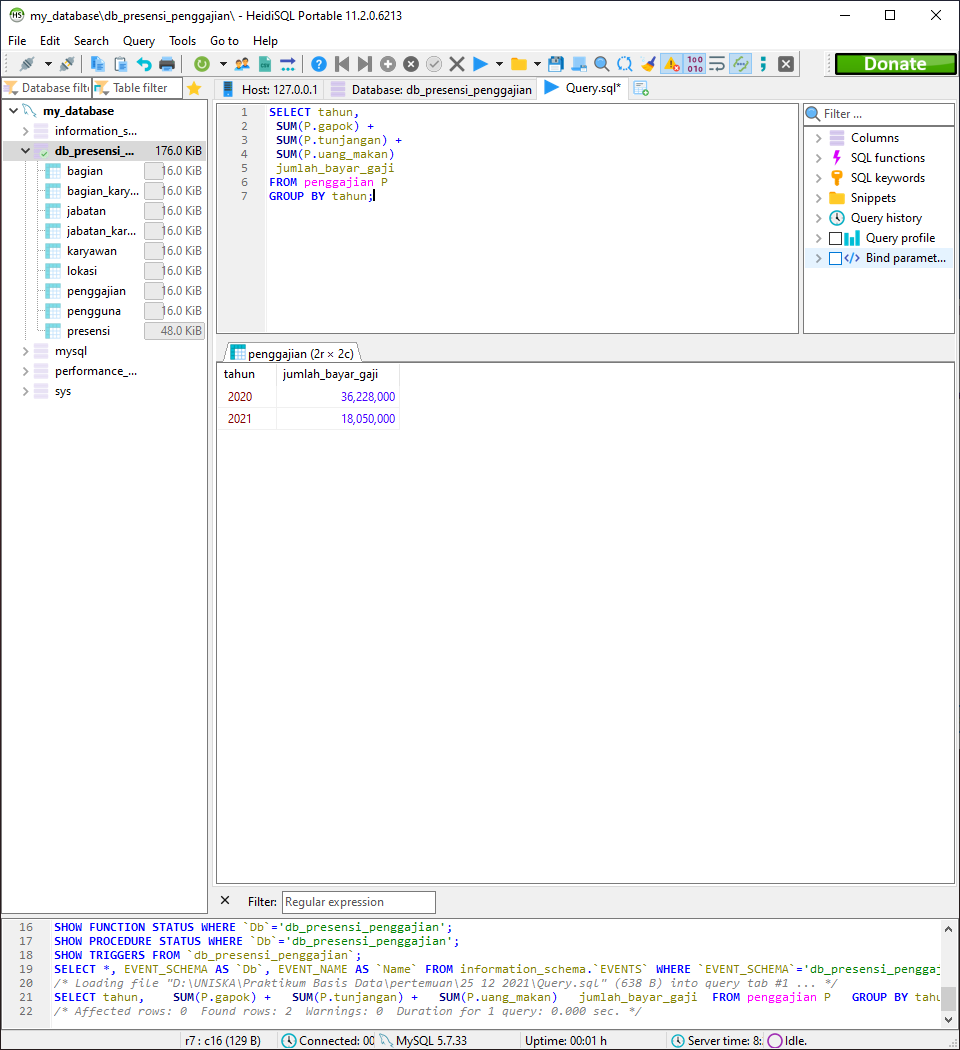 my_database\db_presensi_penggajian\ - HeidiSQL Portable 11.2.0.6213
File Edit Search Query Tools Go to Help
Donate
Database filt Table filter
Host: 127.0.0.1 Database: db_presensi_penggajian Query.sql*
my_database
information_s...
db_presensi_... 176.0 KiB
bagian 16.0 KiB
bagian_kary... 16.0 KiB
jabatan 16.0 KiB
jabatan_kar... 16.0 KiB
karyawan 16.0 KiB
lokasi 16.0 KiB
penggajian 16.0 KiB
pengguna 16.0 KiB
presensi 48.0 KiB
mysql
performance_...
sys
1 SELECT tahun,
2 SUM(P.gapok) +
3 SUM(P.tunjangan) +
4 SUM(P.uang_makan)
5 jumlah_bayar_gaji
6 FROM penggajian P
7 GROUP BY tahun;
Filter ...
Columns
SQL functions
SQL keywords
Snippets
Query history
Query profile
Bind paramet...
penggajian (2r × 2c)
tahun jumlah_bayar_gaji
2020 36,228,000
2021 18,050,000
Filter: Regular expression
16 SHOW FUNCTION STATUS WHERE `Db`='db_presensi_penggajian';
17 SHOW PROCEDURE STATUS WHERE `Db`='db_presensi_penggajian';
18 SHOW TRIGGERS FROM `db_presensi_penggajian`;
19 SELECT *, EVENT_SCHEMA AS `Db`, EVENT_NAME AS `Name` FROM information_schema.`EVENTS` WHERE `EVENT_SCHEMA`='db_presensi_penggaj
20 /* Loading file "D:\UNISKA\Praktikum Basis Data\pertemuan\25 12 2021\Query.sql" (638 B) into query tab #1 ... */
21 SELECT tahun, SUM(P.gapok) + SUM(P.tunjangan) + SUM(P.uang_makan) jumlah_bayar_gaji FROM penggajian P GROUP BY tahu
22 /* Affected rows: 0 Found rows: 2 Warnings: 0 Duration for 1 query: 0.000 sec. */
r7 : c16 (129 B) Connected: 00 MySQL 5.7.33 Uptime: 00:01 h Server time: 8: Idle.